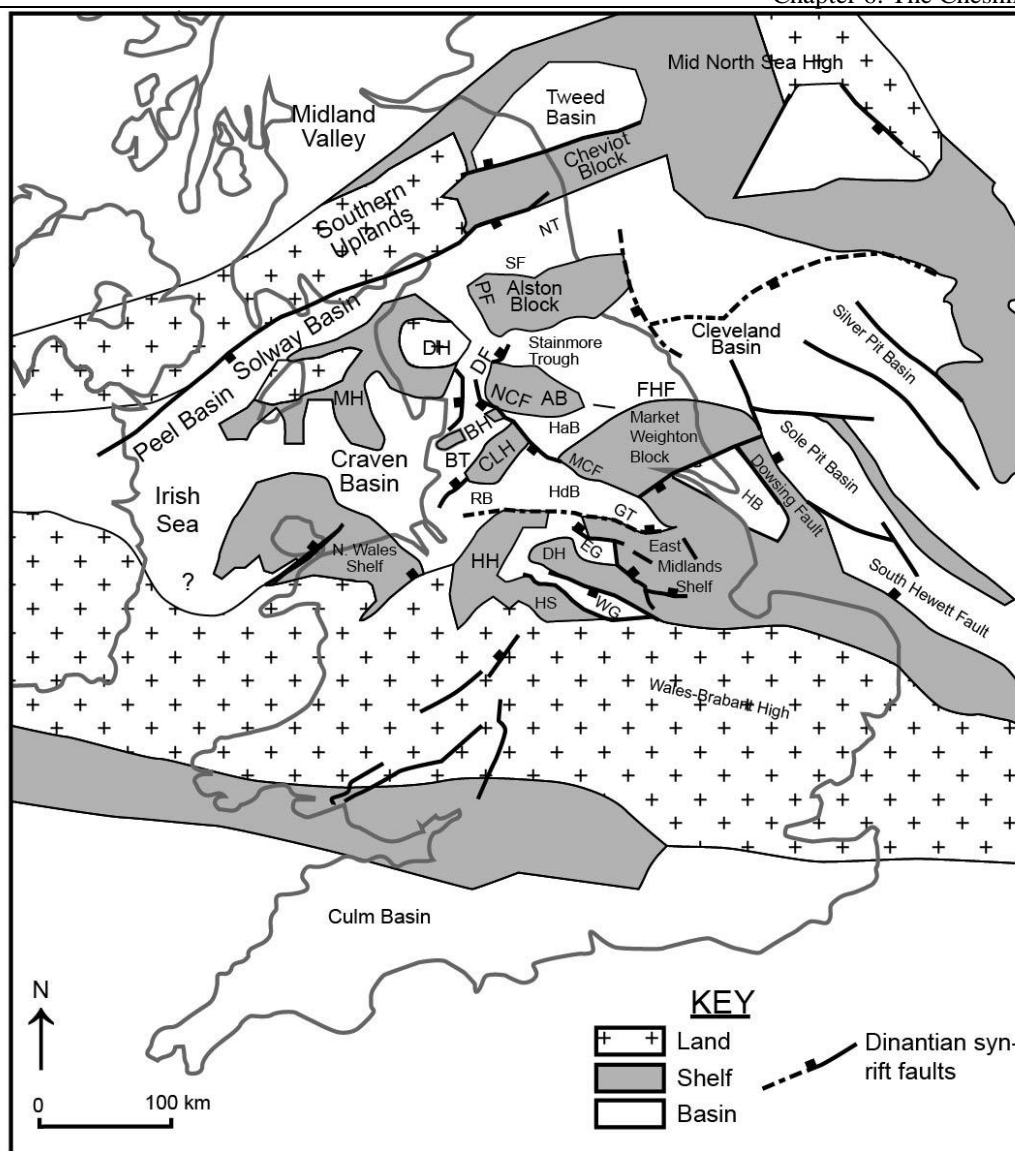 Mid North Sea High
Tweed
Basin
Midland
Valley
Cheviot
Block
Southern
Uplands
NT
SF
PF
Alston
Block
Solway Basin
Peel Basin
DH
DF
Stainmore
Trough
Cleveland
Basin
Silver Pit Basin
MH
NCF
AB
FHF
BH
HaB
Market
Weighton
Block
Sole Pit Basin
Craven
Basin
BT
CLH
MCF
Dowsing Fault
Irish
Sea
RB
HdB
GT
HB
N. Wales
Shelf
HH
DH
EG
East
Midlands
Shelf
South Hewett Fault
?
HS
WG
Wales-Brabant High
Culm Basin
N
0
100 km
KEY
Land
Shelf
Basin
Dinantian syn-
rift faults